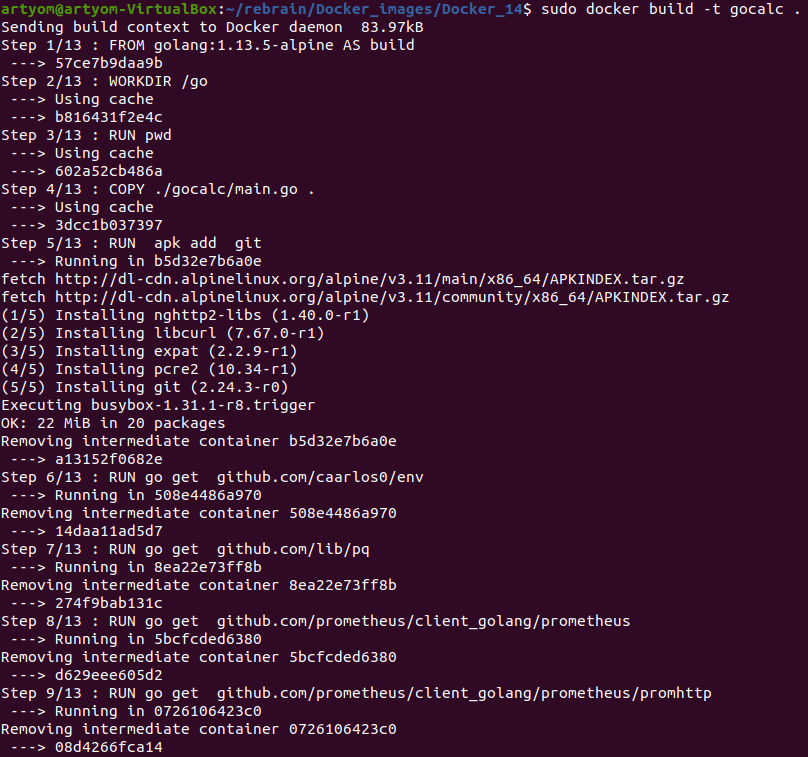 artyom@artyom-VirtualBox:~/rebrain/Docker_images/Docker_14$ sudo docker build -t gocalc .
Sending build context to Docker daemon  83.97kB
Step 1/13 : FROM golang:1.13.5-alpine AS build
 ---> 57ce7b9daa9b
Step 2/13 : WORKDIR /go
 ---> Using cache
 ---> b816431f2e4c
Step 3/13 : RUN pwd
 ---> Using cache
 ---> 602a52cb486a
Step 4/13 : COPY ./gocalc/main.go .
 ---> Using cache
 ---> 3dcc1b037397
Step 5/13 : RUN  apk add  git
 ---> Running in b5d32e7b6a0e
fetch http://dl-cdn.alpinelinux.org/alpine/v3.11/main/x86_64/APKINDEX.tar.gz
fetch http://dl-cdn.alpinelinux.org/alpine/v3.11/community/x86_64/APKINDEX.tar.gz
(1/5) Installing nghttp2-libs (1.40.0-r1)
(2/5) Installing libcurl (7.67.0-r1)
(3/5) Installing expat (2.2.9-r1)
(4/5) Installing pcre2 (10.34-r1)
(5/5) Installing git (2.24.3-r0)
Executing busybox-1.31.1-r8.trigger
OK: 22 MiB in 20 packages
Removing intermediate container b5d32e7b6a0e
 ---> a13152f0682e
Step 6/13 : RUN go get  github.com/caarlos0/env
 ---> Running in 508e4486a970
Removing intermediate container 508e4486a970
 ---> 14daa11ad5d7
Step 7/13 : RUN go get  github.com/lib/pq
 ---> Running in 8ea22e73ff8b
Removing intermediate container 8ea22e73ff8b
 ---> 274f9bab131c
Step 8/13 : RUN go get  github.com/prometheus/client_golang/prometheus
 ---> Running in 5bcfcded6380
Removing intermediate container 5bcfcded6380
 ---> d629eee605d2
Step 9/13 : RUN go get  github.com/prometheus/client_golang/prometheus/promhttp
 ---> Running in 0726106423c0
Removing intermediate container 0726106423c0
 ---> 08d4266fca14